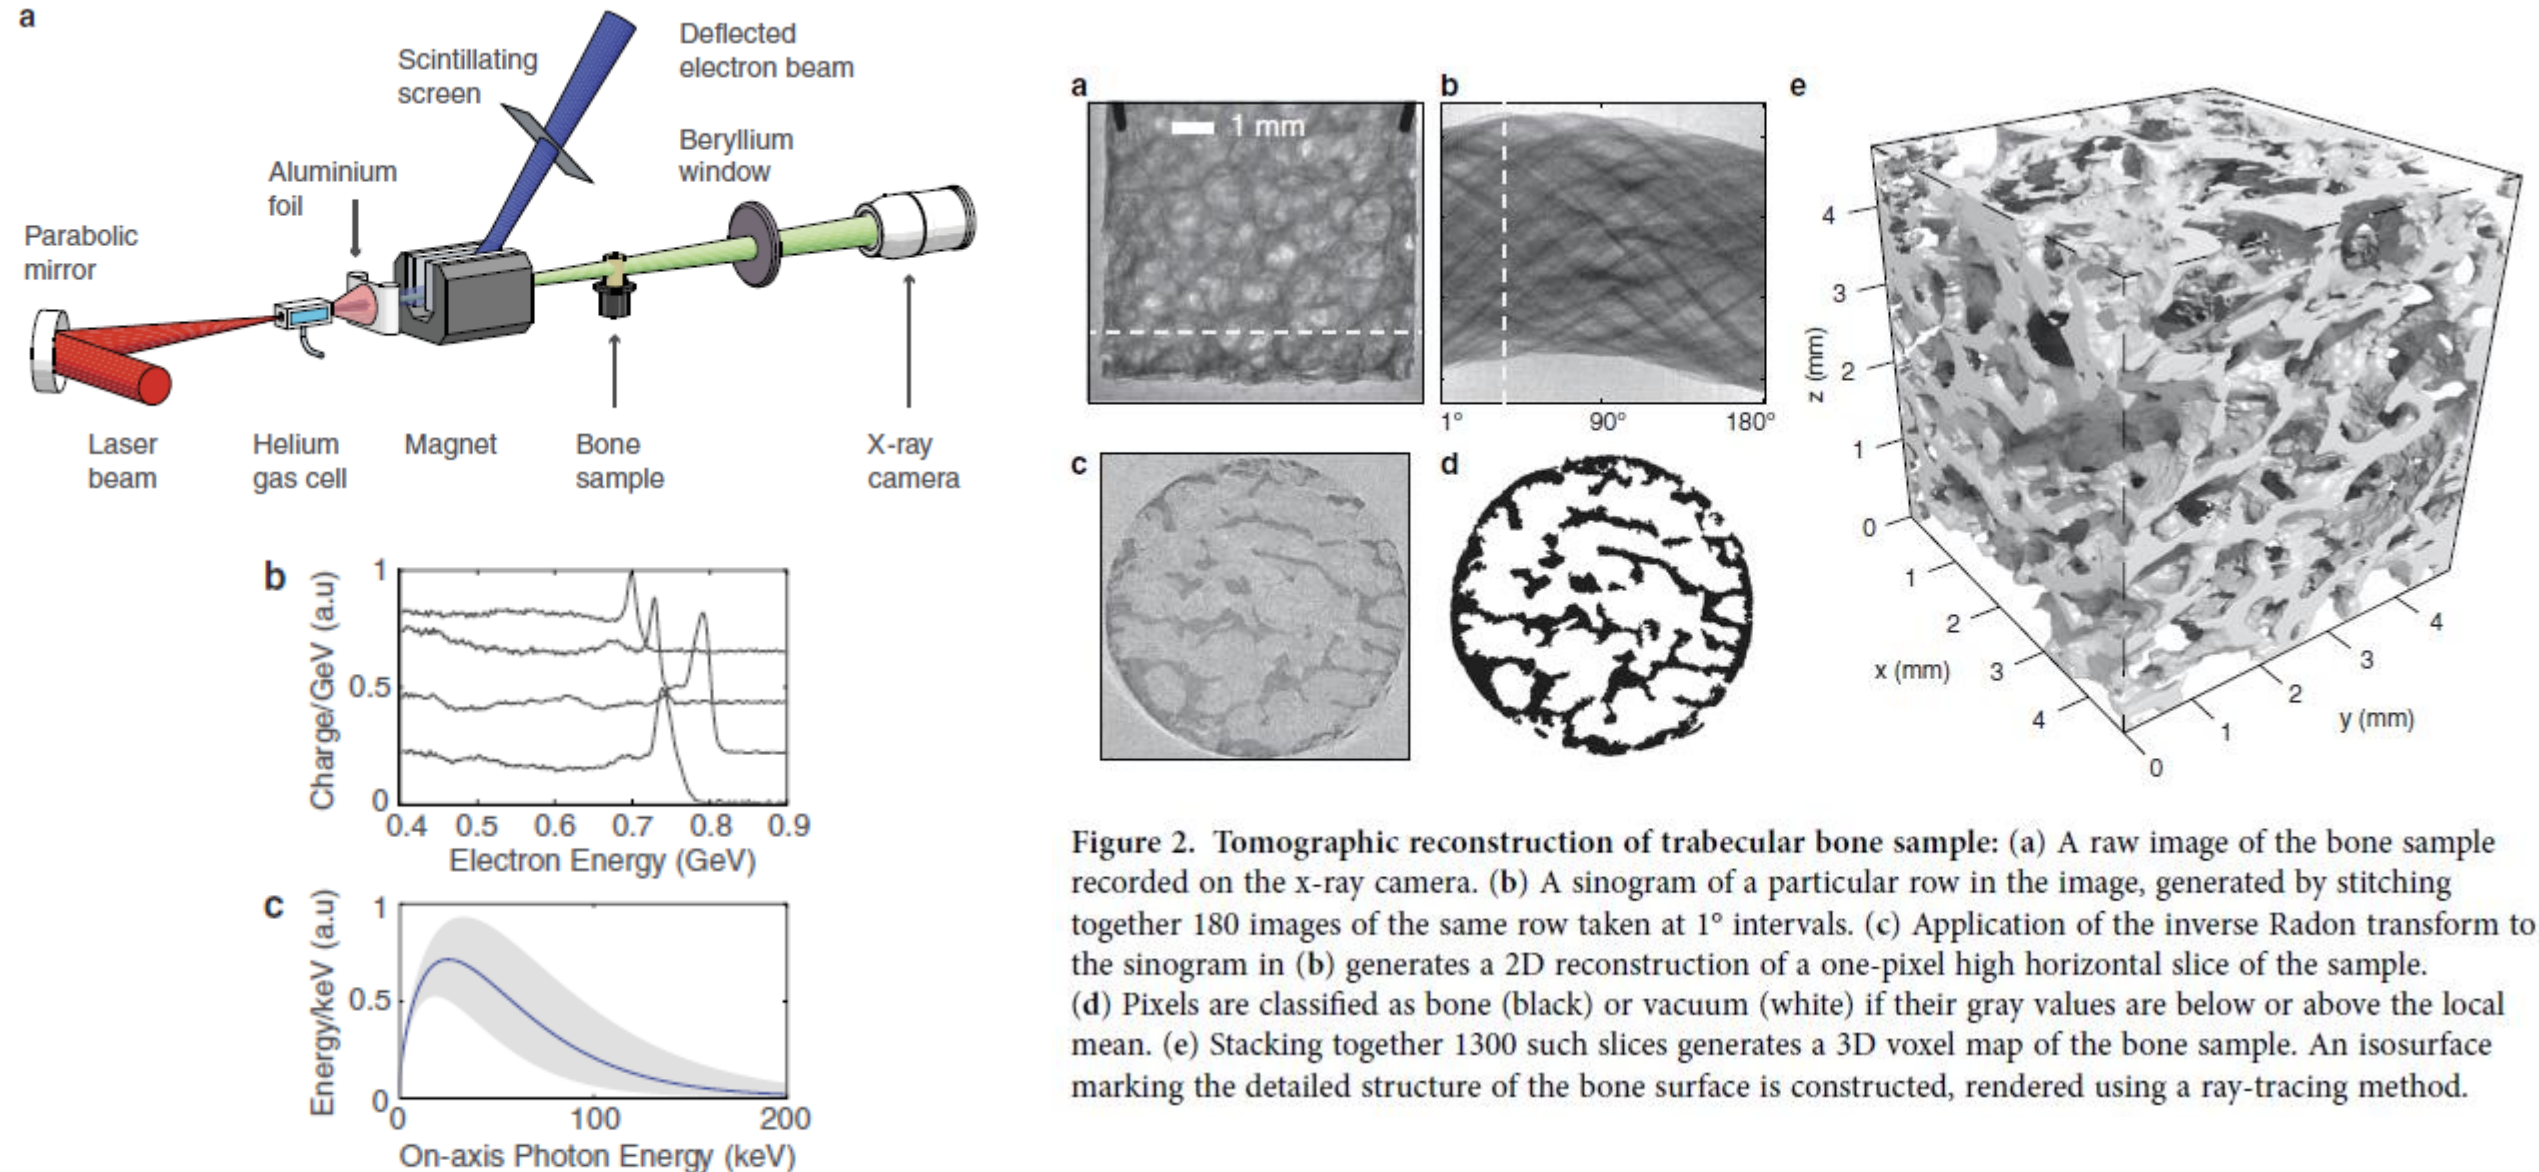 a
Scintillating
screen
Deflected
electron beam
Beryllium
window
Aluminium
foil
Parabolic
mirror
Laser
beam
Helium
gas cell
Magnet
Bone
sample
X-ray
camera
b
Charge/GeV (a.u)
1
0.5
0
0.4 0.5 0.6 0.7 0.8 0.9
Electron Energy (GeV)
c
Energy/keV (a.u)
1
0.5
0
0 100 200
On-axis Photon Energy (keV)
a
1 mm
b
1° 90° 180°
c
d
e
z (mm)
4
3
2
1
0
x (mm)
1
2
3
4
y (mm)
0
1
2
3
4
Figure 2. Tomographic reconstruction of trabecular bone sample: (a) A raw image of the bone sample
recorded on the x-ray camera. (b) A sinogram of a particular row in the image, generated by stitching
together 180 images of the same row taken at 1° intervals. (c) Application of the inverse Radon transform to
the sinogram in (b) generates a 2D reconstruction of a one-pixel high horizontal slice of the sample.
(d) Pixels are classified as bone (black) or vacuum (white) if their gray values are below or above the local
mean. (e) Stacking together 1300 such slices generates a 3D voxel map of the bone sample. An isosurface
marking the detailed structure of the bone surface is constructed, rendered using a ray-tracing method.